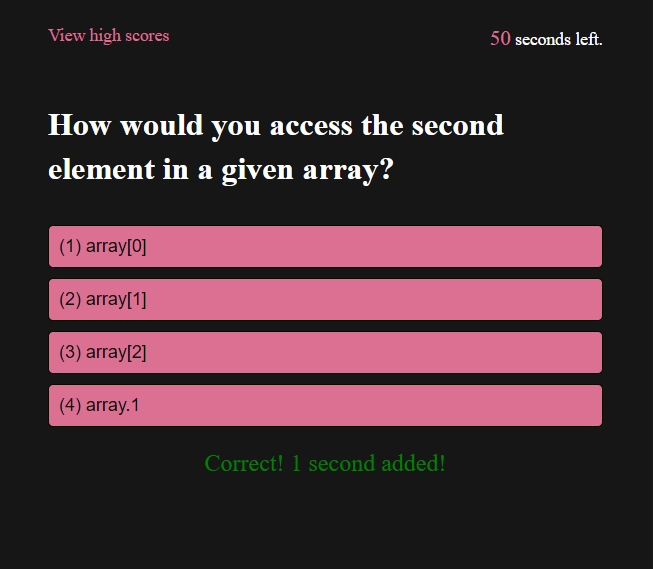 View high scores
50 seconds left.
How would you access the second
element in a given array?
(1) array[0]
(2) array[1]
(3) array[2]
(4) array.1
Correct! 1 second added!